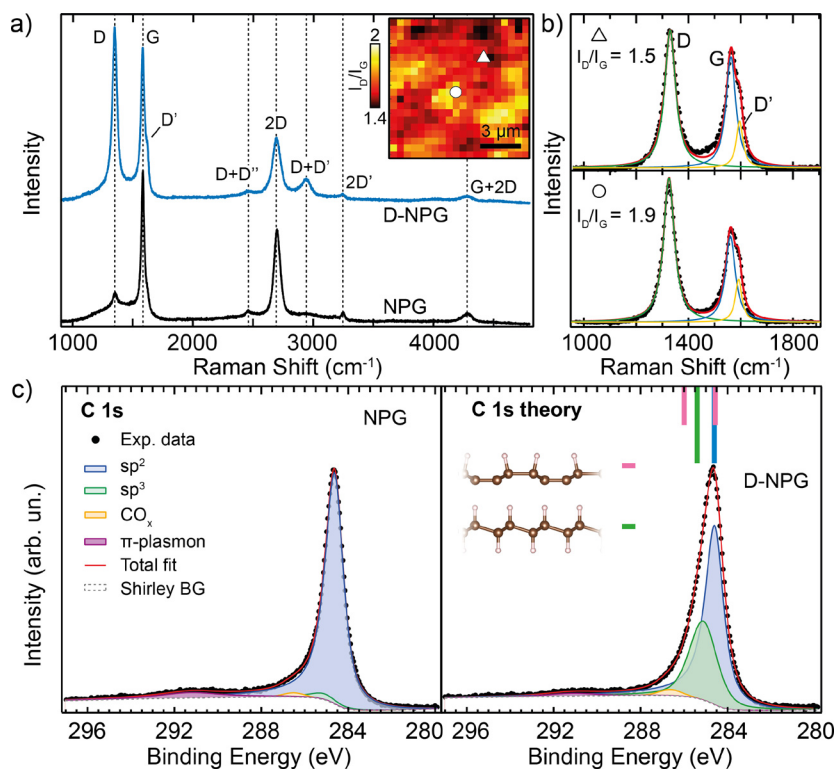 a)
D
G
D'
D+D''
2D
D+D'
2D'
G+2D
D-NPG
NPG
2
I_D/I_G
1.4
3 µm
Intensity
1000 2000 3000 4000
Raman Shift (cm⁻¹)
b)
I_D/I_G = 1.5
D
G
D'
I_D/I_G = 1.9
Intensity
1000 1400 1800
Raman Shift (cm⁻¹)
c)
C 1s
NPG
Exp. data
sp²
sp³
CO_x
π-plasmon
Total fit
Shirley BG
Intensity (arb. un.)
296 292 288 284 280
Binding Energy (eV)
C 1s theory
D-NPG
296 292 288 284 280
Binding Energy (eV)